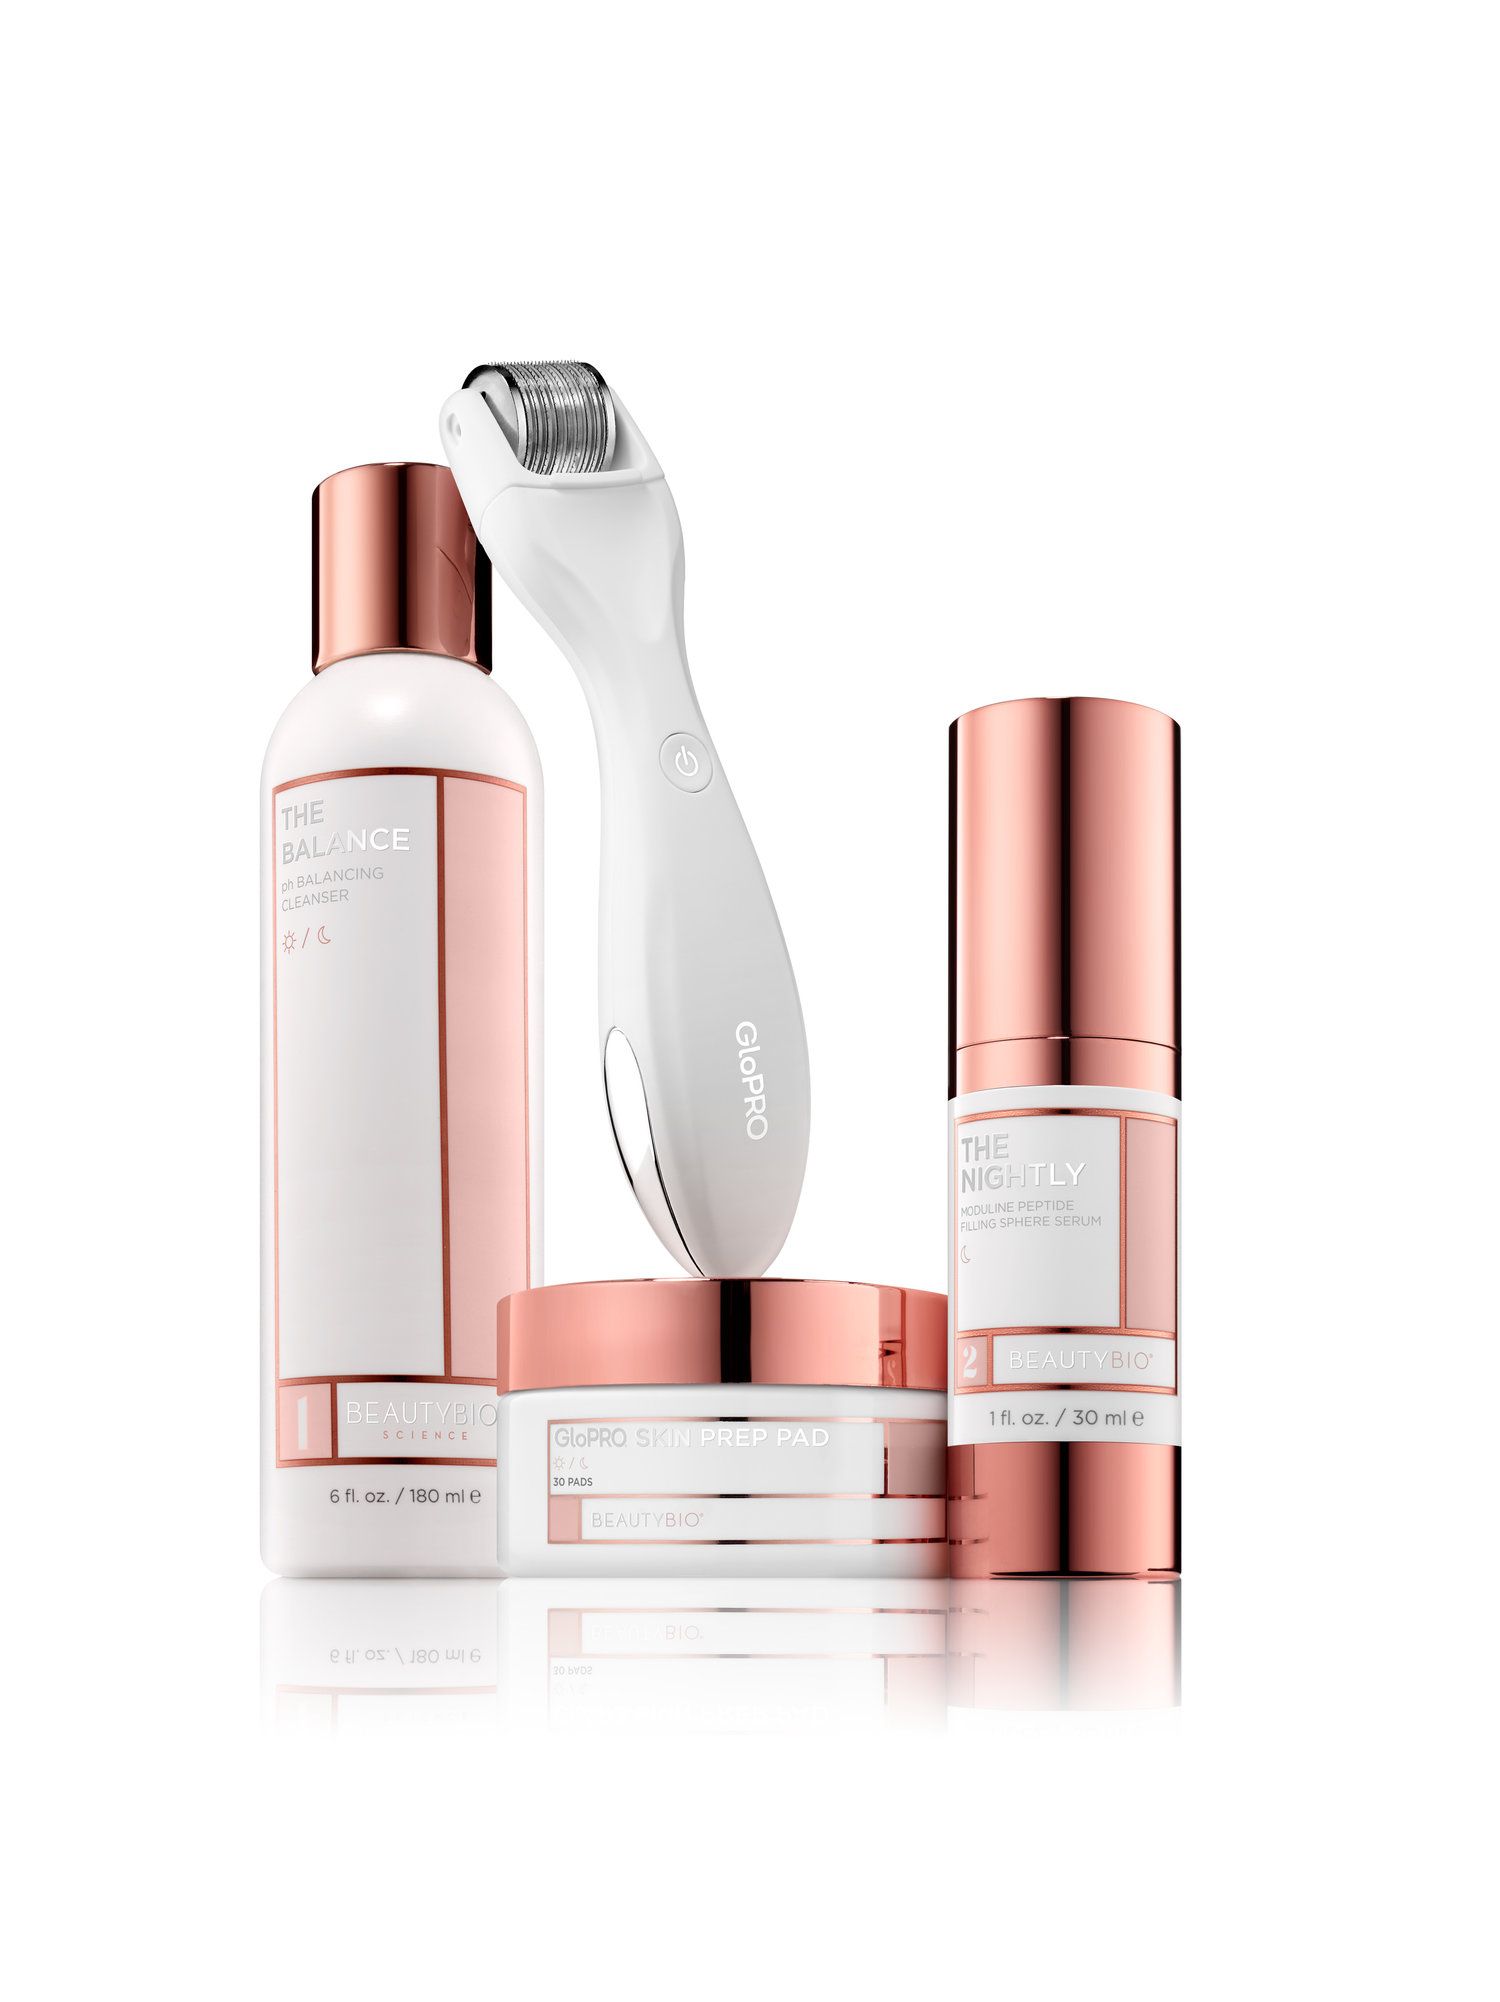 THE
BALANCE
ph BALANCING
CLEANSER
1
BEAUTYBIO
SCIENCE
6 fl. oz. / 180 ml e
GloPRO
GloPRO SKIN PREP PAD
30 PADS
BEAUTYBIO®
THE
NIGHTLY
MODULINE PEPTIDE
FILLING SPHERE SERUM
2
BEAUTYBIO®
1 fl. oz. / 30 ml e